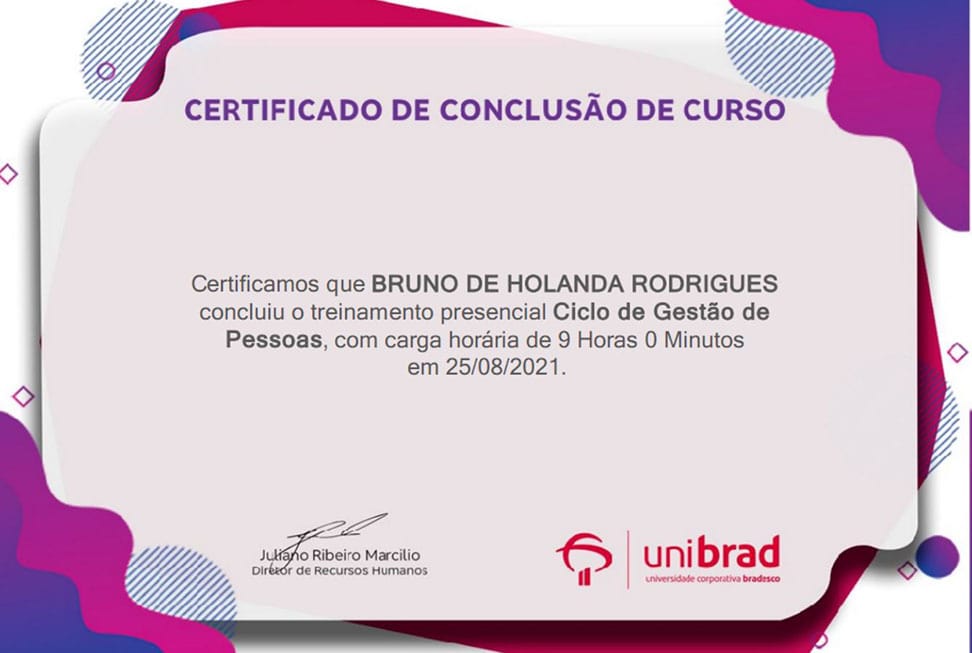 CERTIFICADO DE CONCLUSÃO DE CURSO
Certificamos que BRUNO DE HOLANDA RODRIGUES
concluiu o treinamento presencial Ciclo de Gestão de
Pessoas, com carga horária de 9 Horas 0 Minutos
em 25/08/2021.
Juliano Ribeiro Marcilio
Diretor de Recursos Humanos
unibrad
universidade corporativa bradesco